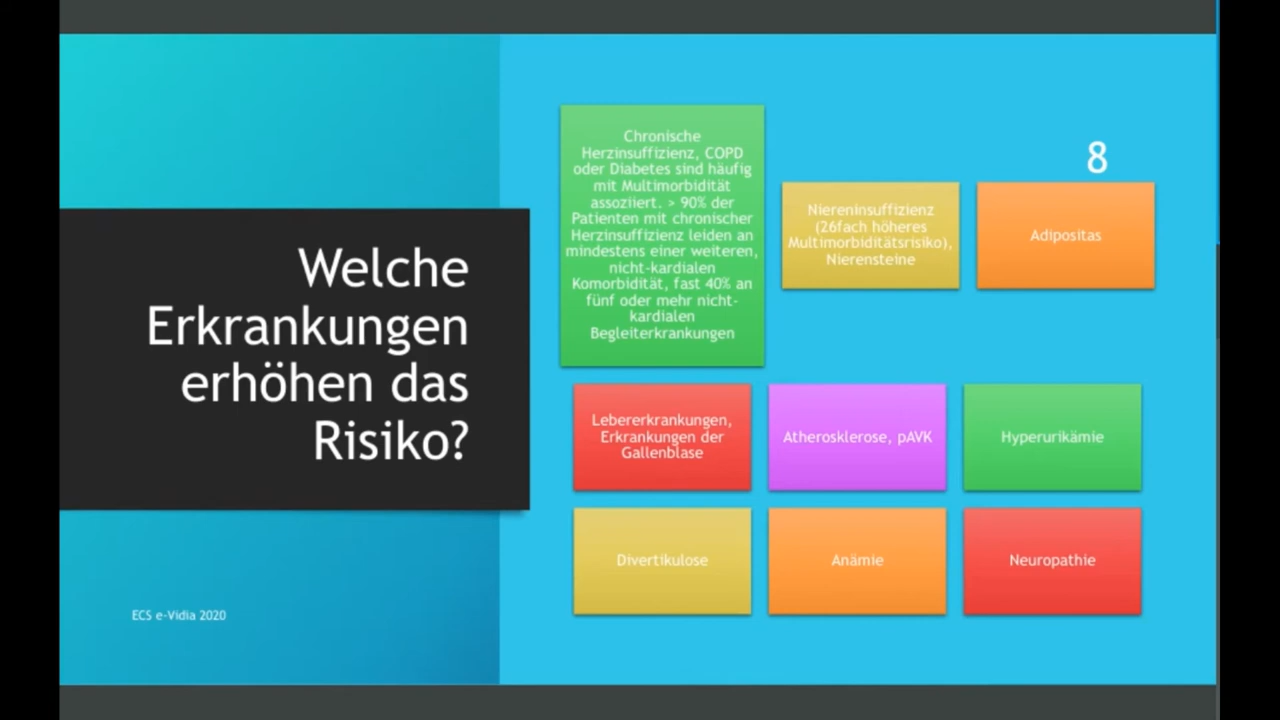 Welche
Erkrankungen
erhöhen das
Risiko?
ECS e-Vidia 2020
8
Chronische
Herzinsuffizienz, COPD
oder Diabetes sind häufig
mit Multimorbidität
assoziiert. > 90% der
Patienten mit chronischer
Herzinsuffizienz leiden an
mindestens einer weiteren,
nicht-kardialen
Komorbidität, fast 40% an
fünf oder mehr nicht-
kardialen
Begleiterkrankungen
Niereninsuffizienz
(26fach höheres
Multimorbiditätsrisiko),
Nierensteine
Adipositas
Lebererkrankungen,
Erkrankungen der
Gallenblase
Atherosklerose, pAVK
Hyperurikämie
Divertikulose
Anämie
Neuropathie